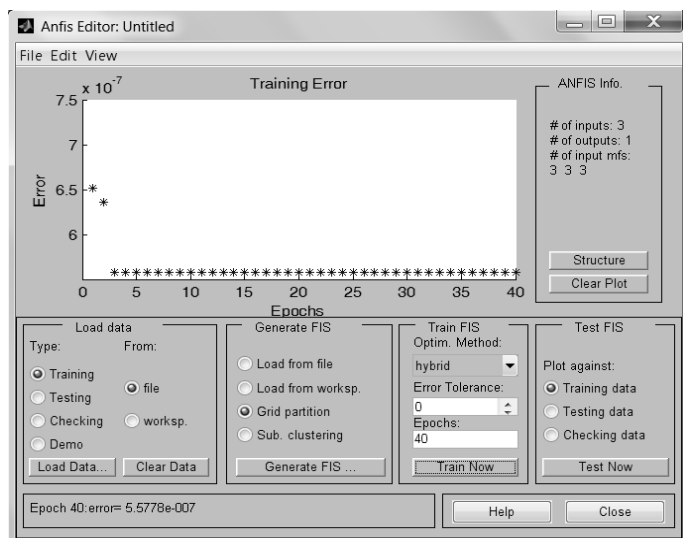 Anfis Editor: Untitled
File Edit View
x 10^-7
Training Error
7.5
7
6.5
6
Error
0 5 10 15 20 25 30 35 40
Epochs
ANFIS Info.
# of inputs: 3
# of outputs: 1
# of input mfs:
3 3 3
Structure
Clear Plot
Load data
Type: From:
Training
Testing
Checking
Demo
file
worksp.
Load Data... Clear Data
Generate FIS
Load from file
Load from worksp.
Grid partition
Sub. clustering
Generate FIS ...
Train FIS
Optim. Method:
hybrid
Error Tolerance:
0
Epochs:
40
Train Now
Test FIS
Plot against:
Training data
Testing data
Checking data
Test Now
Epoch 40:error= 5.5778e-007
Help Close